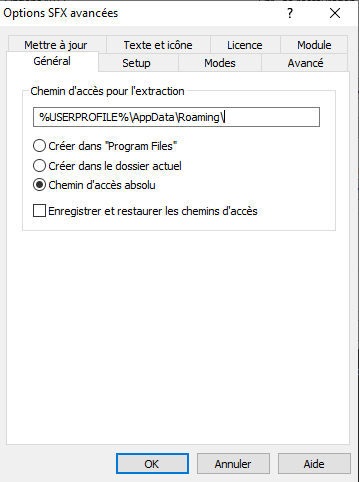 Options SFX avancées
?
Mettre à jour
Texte et icône
Licence
Module
Général
Setup
Modes
Avancé
Chemin d'accès pour l'extraction
%USERPROFILE%\AppData\Roaming\
Créer dans "Program Files"
Créer dans le dossier actuel
Chemin d'accès absolu
Enregistrer et restaurer les chemins d'accès
OK
Annuler
Aide